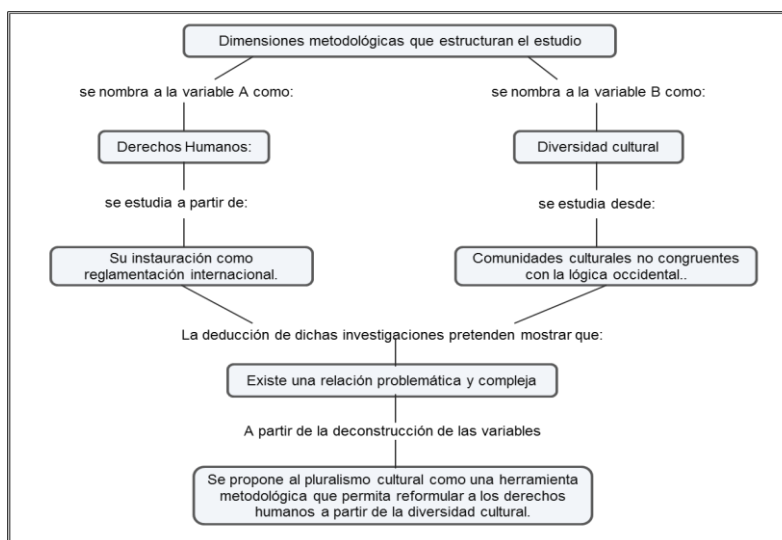 Dimensiones metodológicas que estructuran el estudio
se nombra a la variable A como:
se nombra a la variable B como:
Derechos Humanos:
Diversidad cultural
se estudia a partir de:
se estudia desde:
Su instauración como
reglamentación internacional.
Comunidades culturales no congruentes
con la lógica occidental..
La deducción de dichas investigaciones pretenden mostrar que:
Existe una relación problemática y compleja
A partir de la deconstrucción de las variables
Se propone al pluralismo cultural como una herramienta
metodológica que permita reformular a los derechos
humanos a partir de la diversidad cultural.